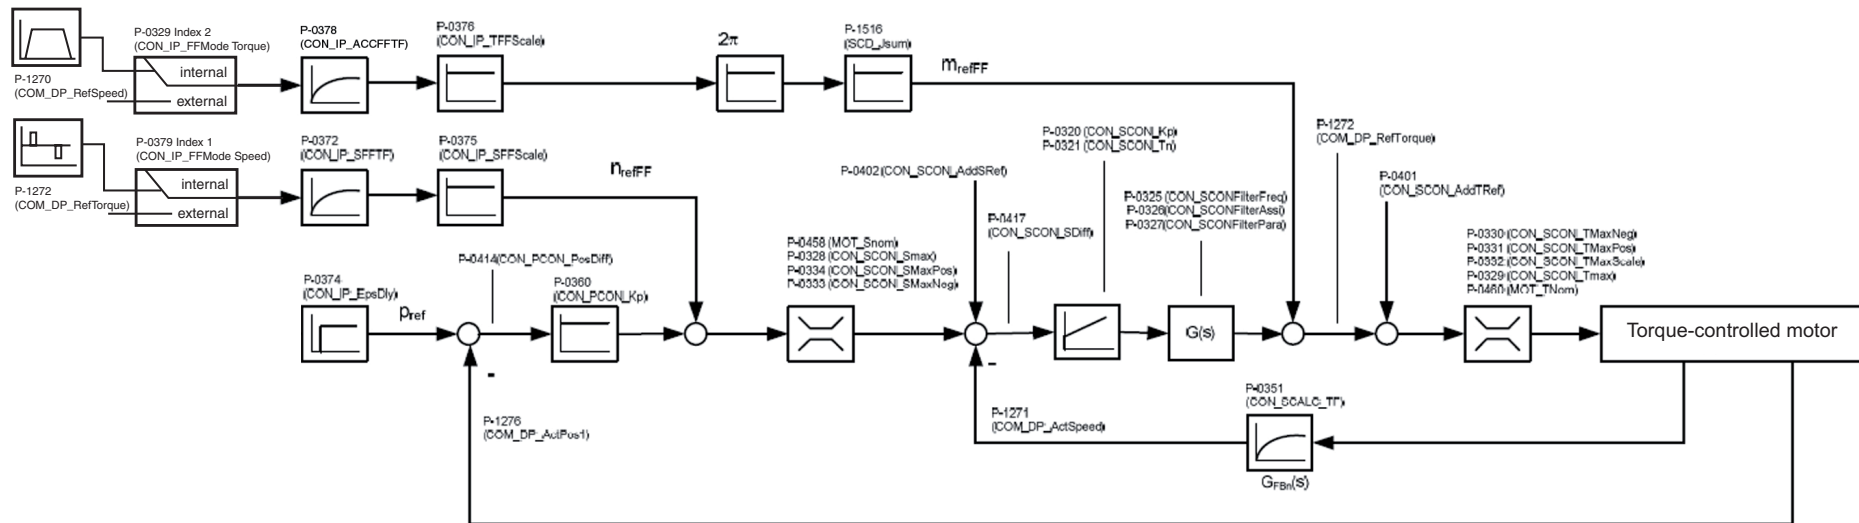 P-0329 Index 2
(CON_IP_FFMode Torque)
P-0378
(CON_IP_ACCFFTF)
P-0376
(CON_IP_TFFScale)
2π
P-1516
(SCD_Jsum)
internal
external
P-1270
(COM_DP_RefSpeed)
mrefFF
P-0379 Index 1
(CON_IP_FFMode Speed)
P-0372
(CON_IP_SFFTF)
P-0375
(CON_IP_SFFScale)
internal
external
P-1272
(COM_DP_RefTorque)
nrefFF
P-0402 (CON_SCON_AddSRef)
P-0320 (CON_SCON_Kp)
P-0321 (CON_SCON_Tn)
P-1272
(COM_DP_RefTorque)
P-0401
(CON_SCON_AddTRef)
P-0325 (CON_SCONFilterFreq)
P-0326(CON_SCONFilterAssi)
P-0327(CON_SCONFilterPara)
P-0417
(CON_SCON_SDiff)
P-0458 (MOT_Snom)
P-0328 (CON_SCON_Smax)
P-0334 (CON_SCON_SMaxPos)
P-0333 (CON_SCON_SMaxNeg)
P-0330 (CON_SCON_TMaxNeg)
P-0331 (CON_SCON_TMaxPos)
P-0332 (CON_SCON_TMaxScale)
P-0329 (CON_SCON_Tmax)
P-0460 (MOT_TNom)
P-0414(CON_PCON_PosDiff)
P-0374
(CON_IP_EpsDly)
P-0360
(CON_PCON_Kp)
pref
G(s)
Torque-controlled motor
-
-
P-1276
(COM_DP_ActPos1)
P-1271
(COM_DP_ActSpeed)
P-0351
(CON_SCALC_TF)
GFBn(s)